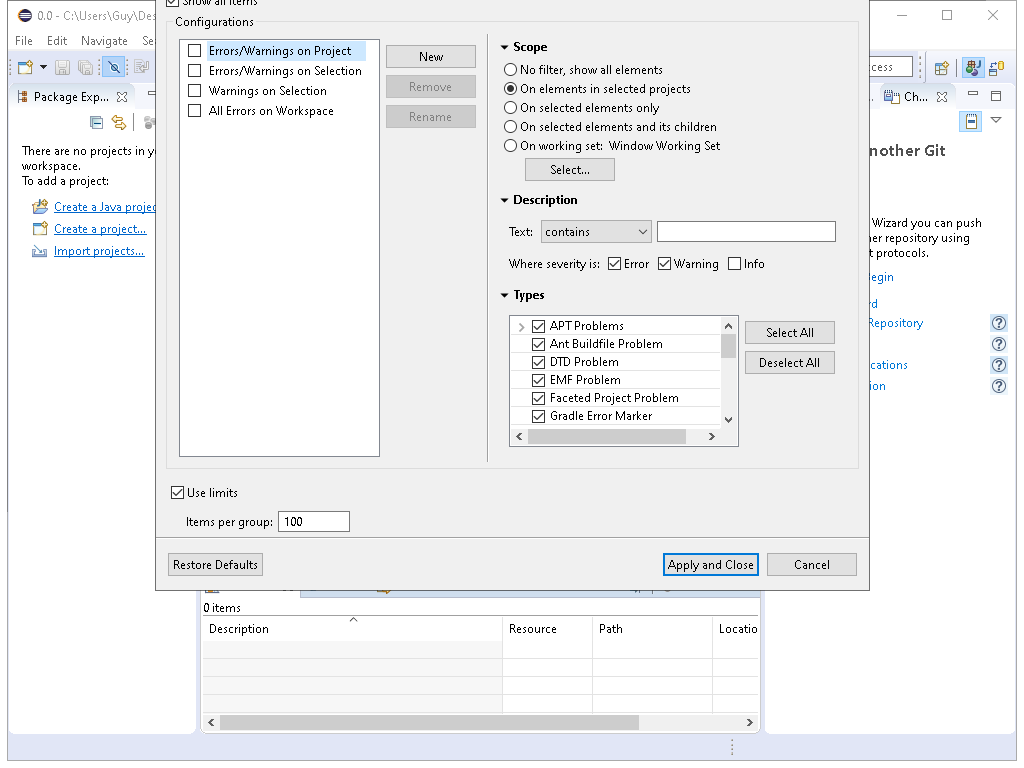 0.0 - C:\Users\Guy\Des
Show all items
File Edit Navigate Se
Configurations
Errors/Warnings on Project
Errors/Warnings on Selection
Warnings on Selection
All Errors on Workspace
New
Remove
Rename
Scope
No filter, show all elements
On elements in selected projects
On selected elements only
On selected elements and its children
On working set: Window Working Set
Select...
Description
Text: contains
Where severity is: Error Warning Info
Types
APT Problems
Ant Buildfile Problem
DTD Problem
EMF Problem
Faceted Project Problem
Gradle Error Marker
Select All
Deselect All
Use limits
Items per group: 100
Restore Defaults
Apply and Close
Cancel
Package Exp...
There are no projects in y
workspace.
To add a project:
Create a Java projec
Create a project...
Import projects...
cess
Ch...
nother Git
Wizard you can push
er repository using
t protocols.
egin
rd
Repository
cations
ion
0 items
Description Resource Path Locatio